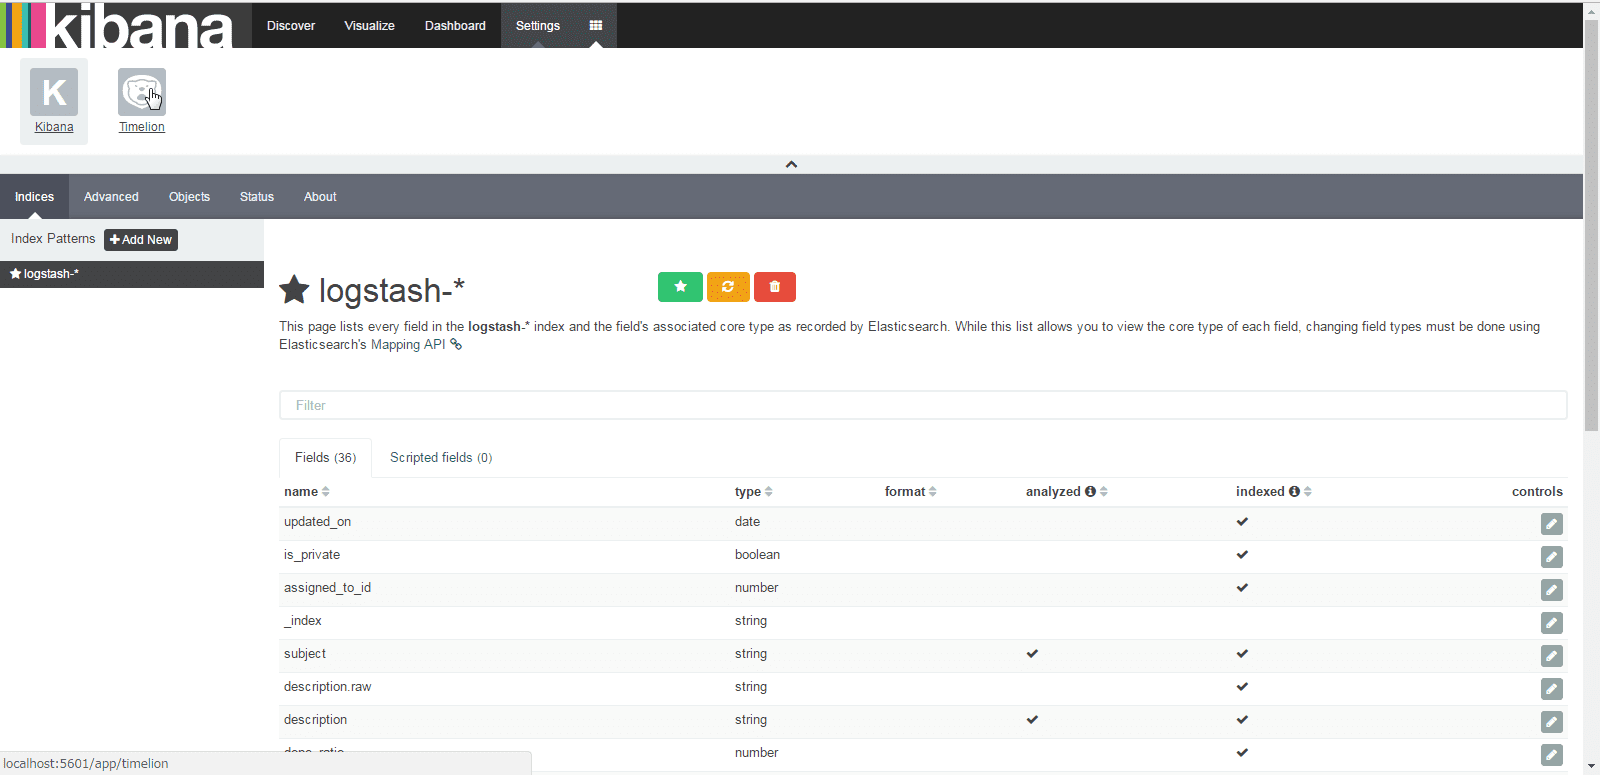 kibana Discover Visualize Dashboard Settings
K
Kibana Timelion
Indices Advanced Objects Status About
Index Patterns Add New
logstash-*
logstash-*
This page lists every field in the logstash-* index and the field's associated core type as recorded by Elasticsearch. While this list allows you to view the core type of each field, changing field types must be done using
Elasticsearch's Mapping API
Filter
Fields (36) Scripted fields (0)
name type format analyzed indexed controls
updated_on date
is_private boolean
assigned_to_id number
_index string
subject string
description.raw string
description string
done_ratio number
localhost:5601/app/timelion